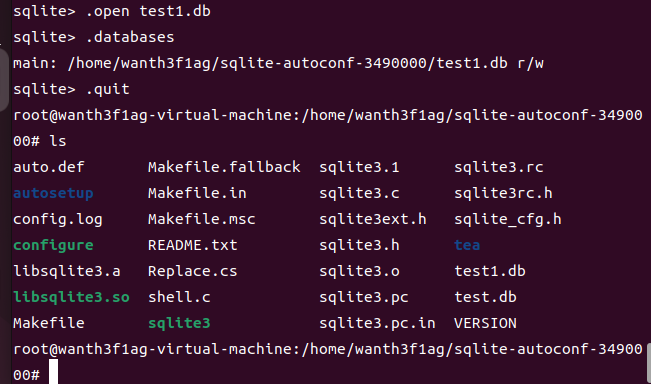 sqlite> .open test1.db
sqlite> .databases
main: /home/wanth3f1ag/sqlite-autoconf-3490000/test1.db r/w
sqlite> .quit
root@wanth3f1ag-virtual-machine:/home/wanth3f1ag/sqlite-autoconf-34900
00# ls
auto.def Makefile.fallback sqlite3.1 sqlite3.rc
autosetup Makefile.in sqlite3.c sqlite3rc.h
config.log Makefile.msc sqlite3ext.h sqlite_cfg.h
configure README.txt sqlite3.h tea
libsqlite3.a Replace.cs sqlite3.o test1.db
libsqlite3.so shell.c sqlite3.pc test.db
Makefile sqlite3 sqlite3.pc.in VERSION
root@wanth3f1ag-virtual-machine:/home/wanth3f1ag/sqlite-autoconf-34900
00#